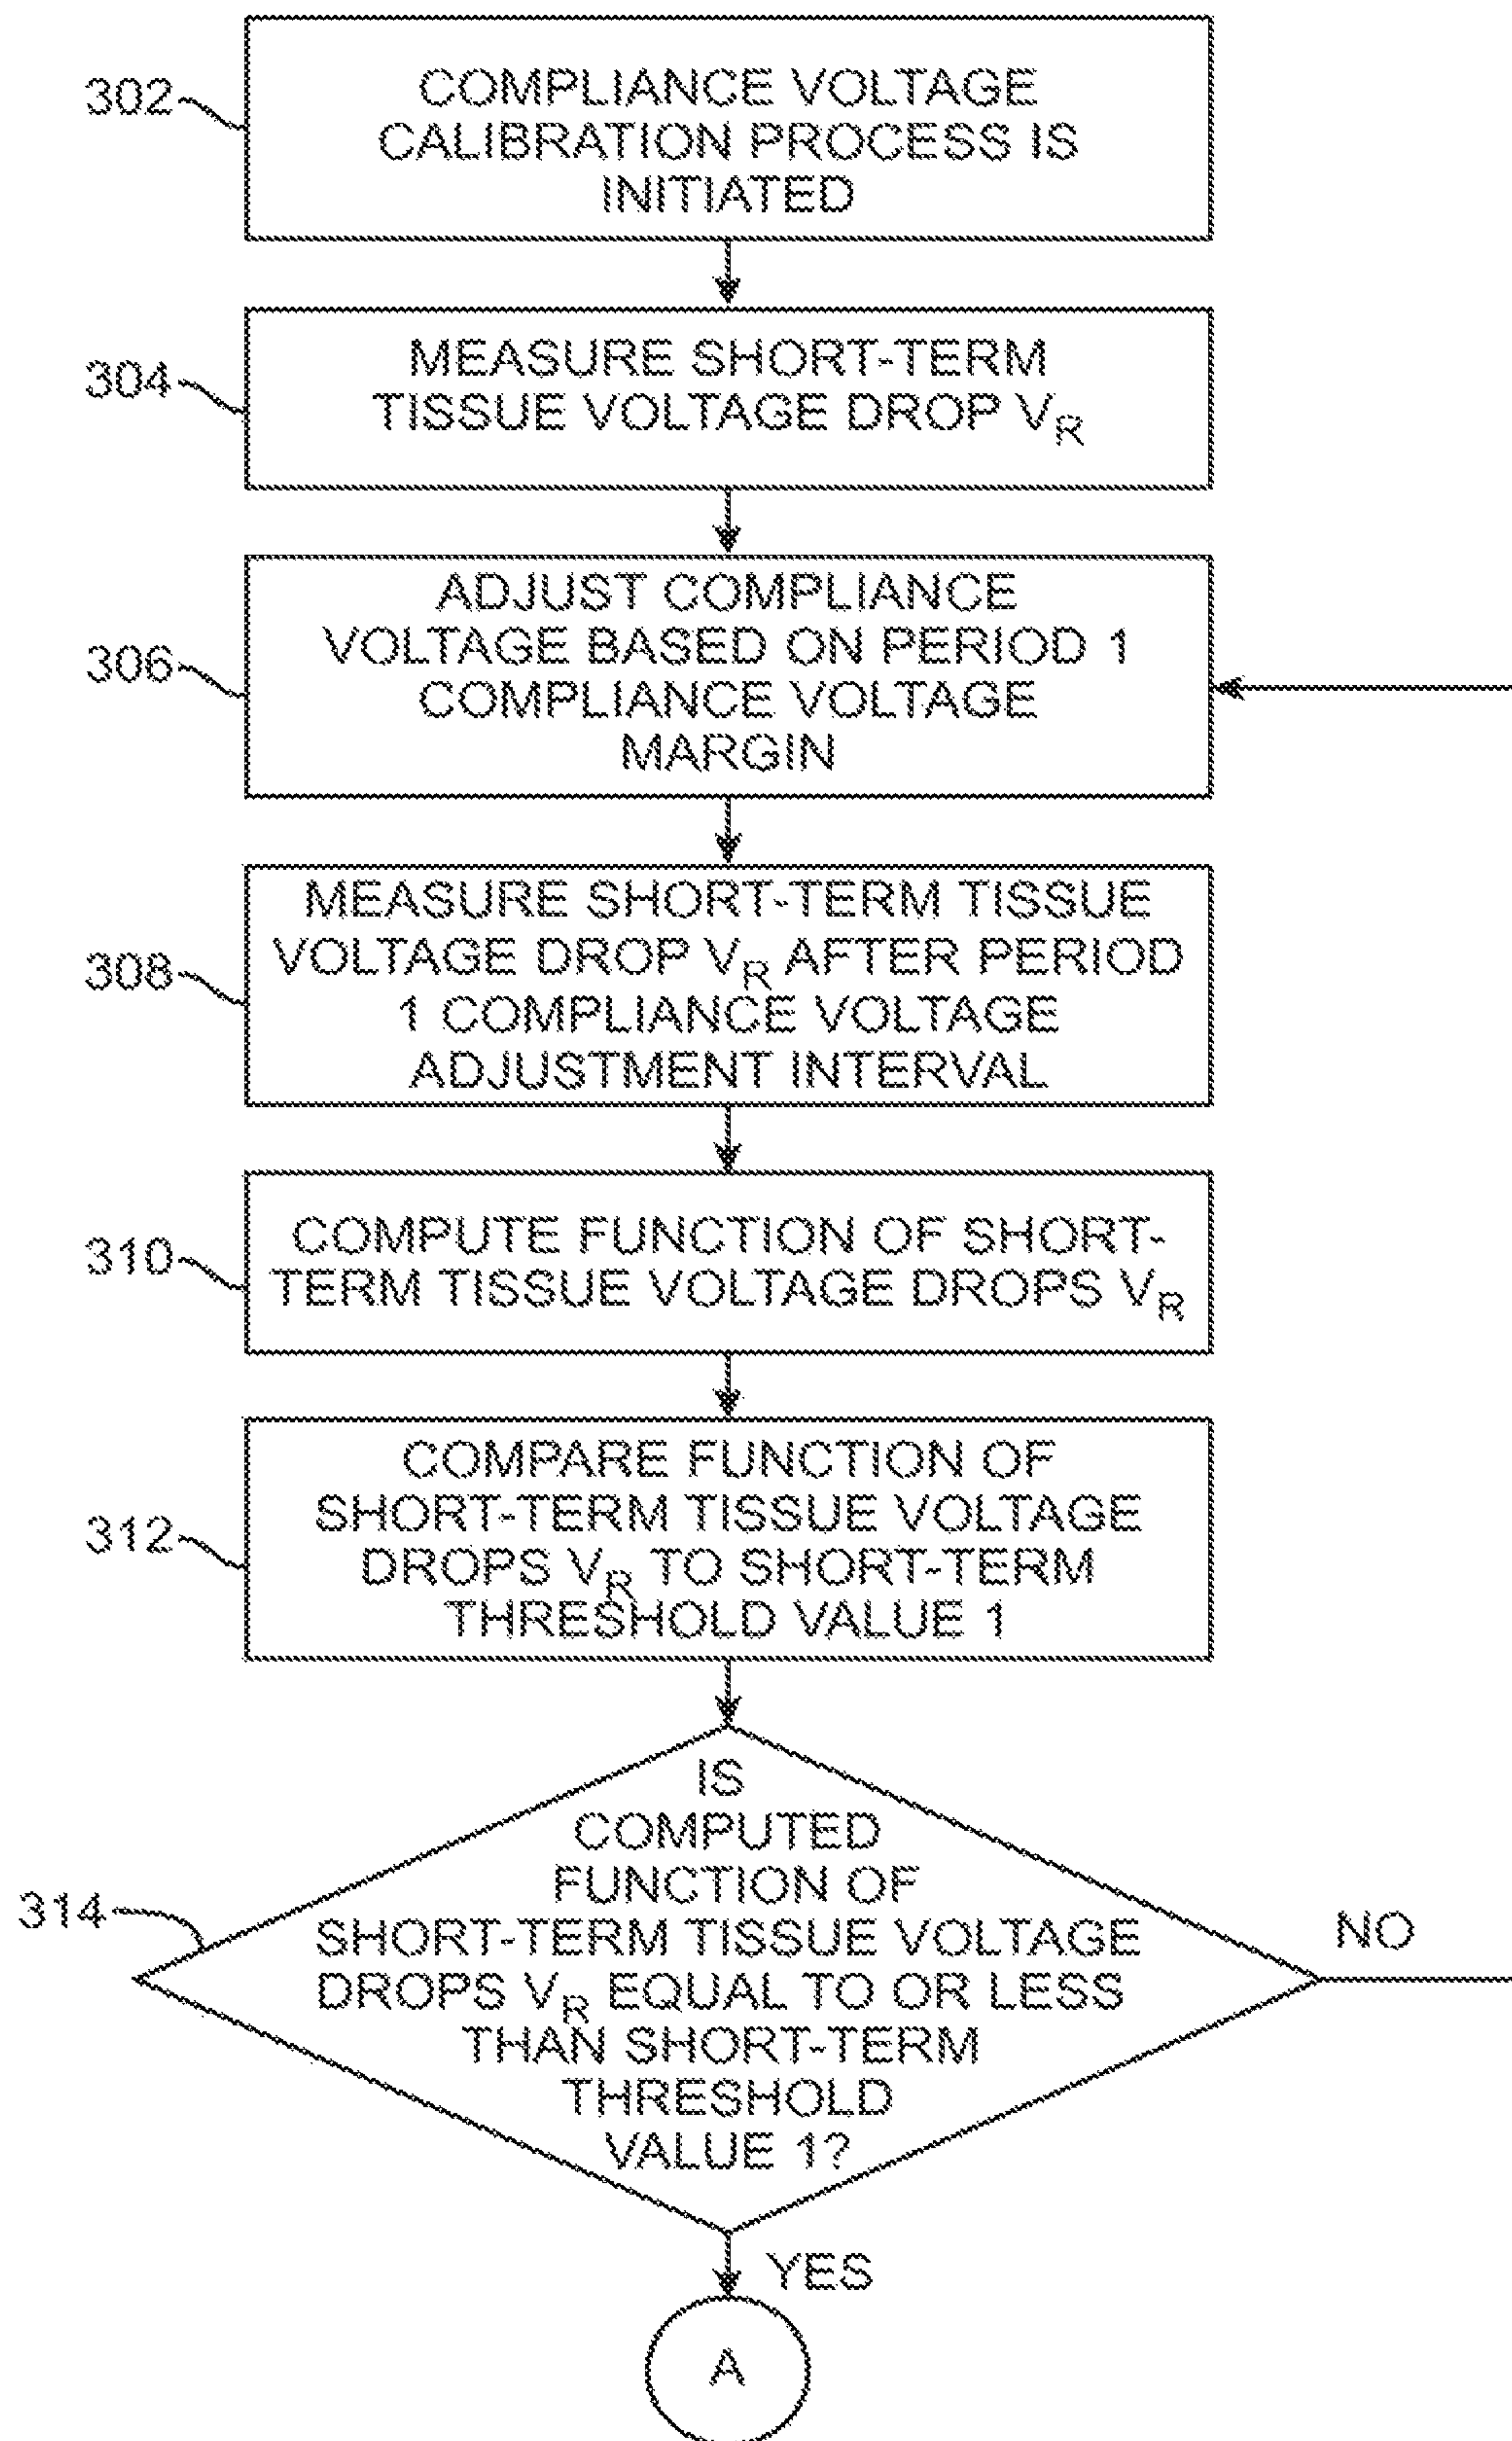 302
COMPLIANCE VOLTAGE
CALIBRATION PROCESS IS
INITIATED
304
MEASURE SHORT-TERM
TISSUE VOLTAGE DROP VR
306
ADJUST COMPLIANCE
VOLTAGE BASED ON PERIOD 1
COMPLIANCE VOLTAGE
MARGIN
308
MEASURE SHORT-TERM TISSUE
VOLTAGE DROP VR AFTER PERIOD
1 COMPLIANCE VOLTAGE
ADJUSTMENT INTERVAL
310
COMPUTE FUNCTION OF SHORT-
TERM TISSUE VOLTAGE DROPS VR
312
COMPARE FUNCTION OF
SHORT-TERM TISSUE VOLTAGE
DROPS VR TO SHORT-TERM
THRESHOLD VALUE 1
314
IS
COMPUTED
FUNCTION OF
SHORT-TERM TISSUE VOLTAGE
DROPS VR EQUAL TO OR LESS
THAN SHORT-TERM
THRESHOLD
VALUE 1?
NO
YES
A